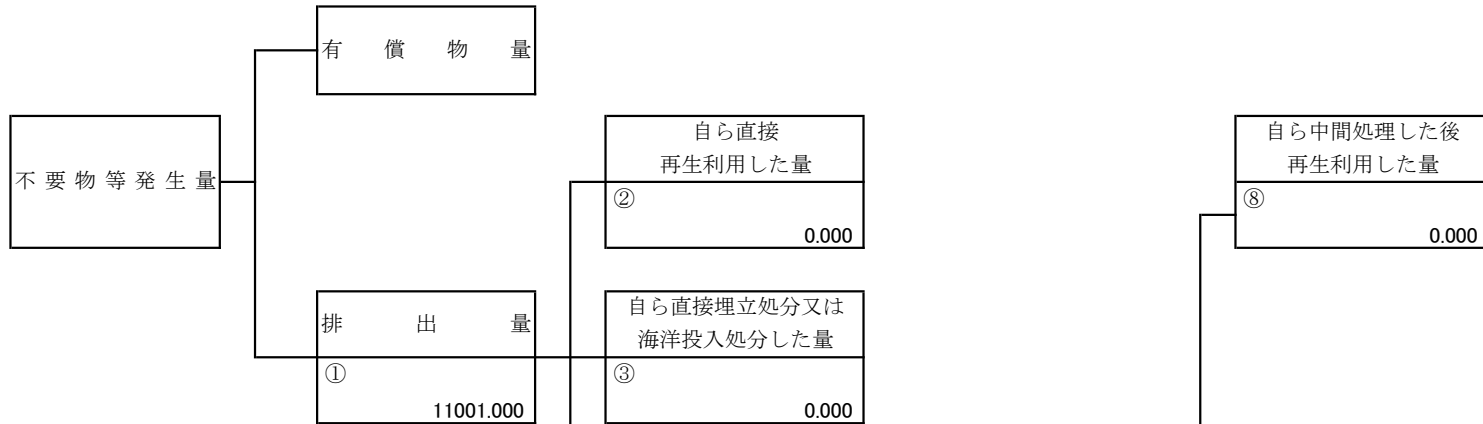 有償物量
不要物等発生量
自ら直接
再生利用した量
②
0.000
自ら中間処理した後
再生利用した量
⑧
0.000
排出量
①
11001.000
自ら直接埋立処分又は
海洋投入処分した量
③
0.000